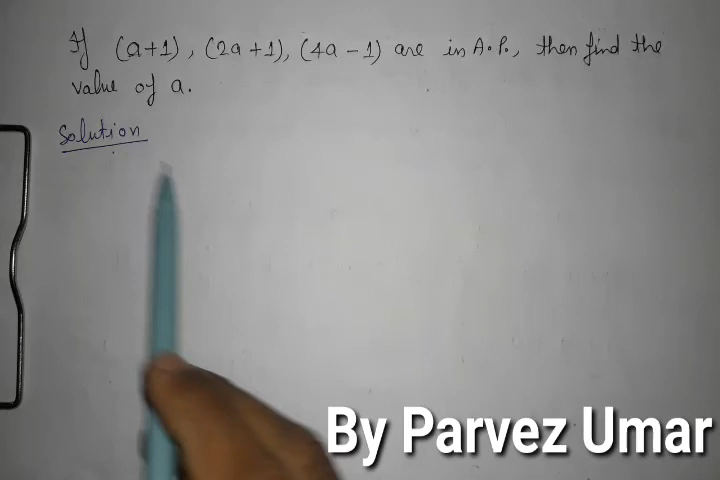 If (a+1), (2a+1), (4a-1) are in A.P., then find the
value of a.
Solution
By Parvez Umar